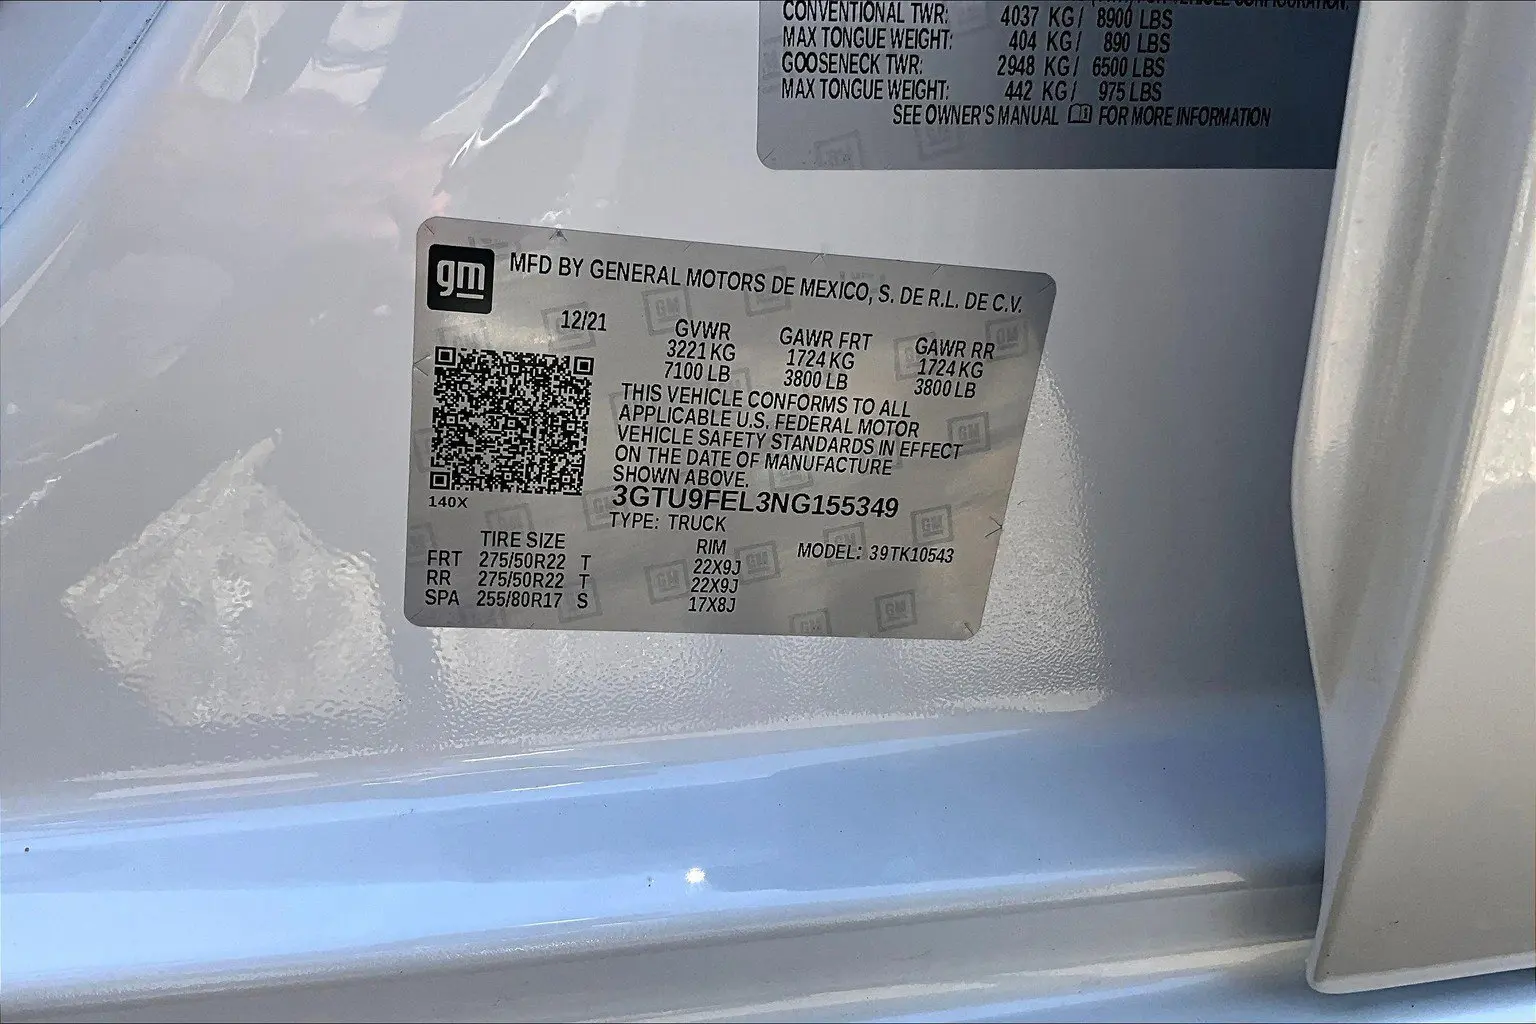 CONVENTIONAL TWR: 4037 KG/ 8900 LBS
MAX TONGUE WEIGHT: 404 KG/ 890 LBS
GOOSENECK TWR: 2948 KG/ 6500 LBS
MAX TONGUE WEIGHT: 442 KG/ 975 LBS
SEE OWNER'S MANUAL FOR MORE INFORMATION
gm MFD BY GENERAL MOTORS DE MEXICO, S. DE R.L. DE C.V.
12/21 GVWR GAWR FRT GAWR RR
3221 KG 1724 KG 1724 KG
7100 LB 3800 LB 3800 LB
THIS VEHICLE CONFORMS TO ALL
APPLICABLE U.S. FEDERAL MOTOR
VEHICLE SAFETY STANDARDS IN EFFECT
ON THE DATE OF MANUFACTURE
SHOWN ABOVE.
140X 3GTU9FEL3NG155349
TYPE: TRUCK
TIRE SIZE RIM MODEL: 39TK10543
FRT 275/50R22 T 22X9J
RR 275/50R22 T 22X9J
SPA 255/80R17 S 17X8J